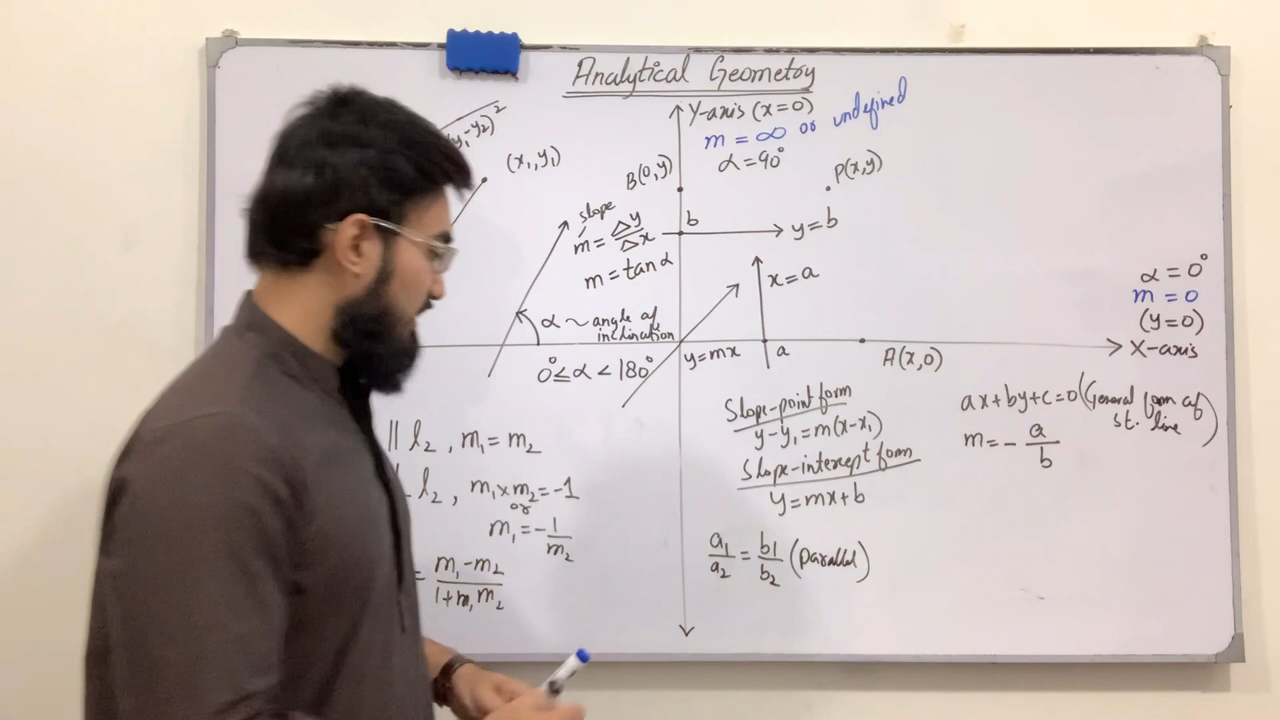 Analytical Geometry
y₁-y₂)²
(x₁,y₁)
Y-axis (x=0)
m = ∞ or undefined
α=90°
B(0,y)
P(x,y)
slope
m = Δy/Δx
m = tan α
b
y=b
x=a
α ~ angle of
inclination
0°≤α<180°
y=mx
a
A(x,0)
α = 0°
m = 0
(y=0)
X-axis
|| l₂ , m₁ = m₂
l₂ , m₁×m₂=-1
or
m₁ = -1/m₂
= m₁-m₂/1+m₁m₂
Slope-point form
y-y₁=m(x-x₁)
Slope-intercept form
y=mx+b
a₁/a₂ = b1/b₂ (Parallel)
ax+by+c=0 (General form of
st. line)
m=- a/b